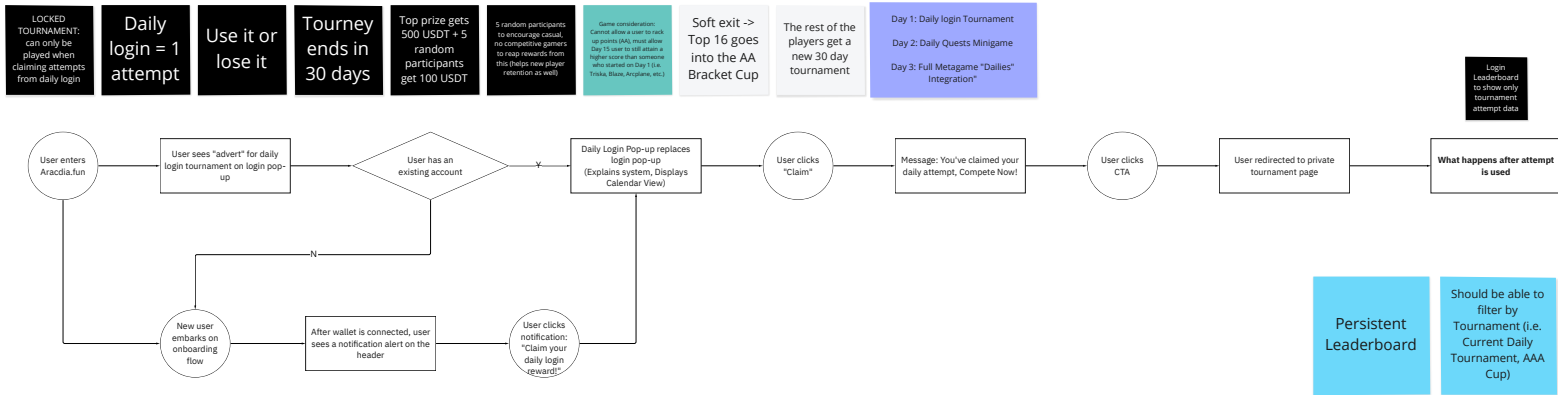 LOCKED
TOURNAMENT:
can only be
played when
claiming attempts
from daily login
Daily
login = 1
attempt
Use it or
lose it
Tourney
ends in
30 days
Top prize gets
500 USDT + 5
random
participants
get 100 USDT
5 random participants
to encourage casual,
no competitive gamers
to reap rewards from
this (helps new player
retention as well)
Game consideration:
Cannot allow a user to rack
up points (AA), must allow
Day 15 user to still attain a
higher score than someone
who started on Day 1 (i.e.
Triska, Blaze, Arcplane, etc.)
Soft exit ->
Top 16 goes
into the AA
Bracket Cup
The rest of the
players get a
new 30 day
tournament
Day 1: Daily login Tournament
Day 2: Daily Quests Minigame
Day 3: Full Metagame "Dailies"
Integration"
Login
Leaderboard
to show only
tournament
attempt data
User enters
Aracdia.fun
User sees "advert" for daily
login tournament on login pop-
up
User has an
existing account
Y
Daily Login Pop-up replaces
login pop-up
(Explains system, Displays
Calendar View)
User clicks
"Claim"
Message: You've claimed your
daily attempt, Compete Now!
User clicks
CTA
User redirected to private
tournament page
What happens after attempt
is used
N
New user
embarks on
onboarding
flow
After wallet is connected, user
sees a notification alert on the
header
User clicks
notification:
"Claim your
daily login
reward!"
Persistent
Leaderboard
Should be able to
filter by
Tournament (i.e.
Current Daily
Tournament, AAA
Cup)